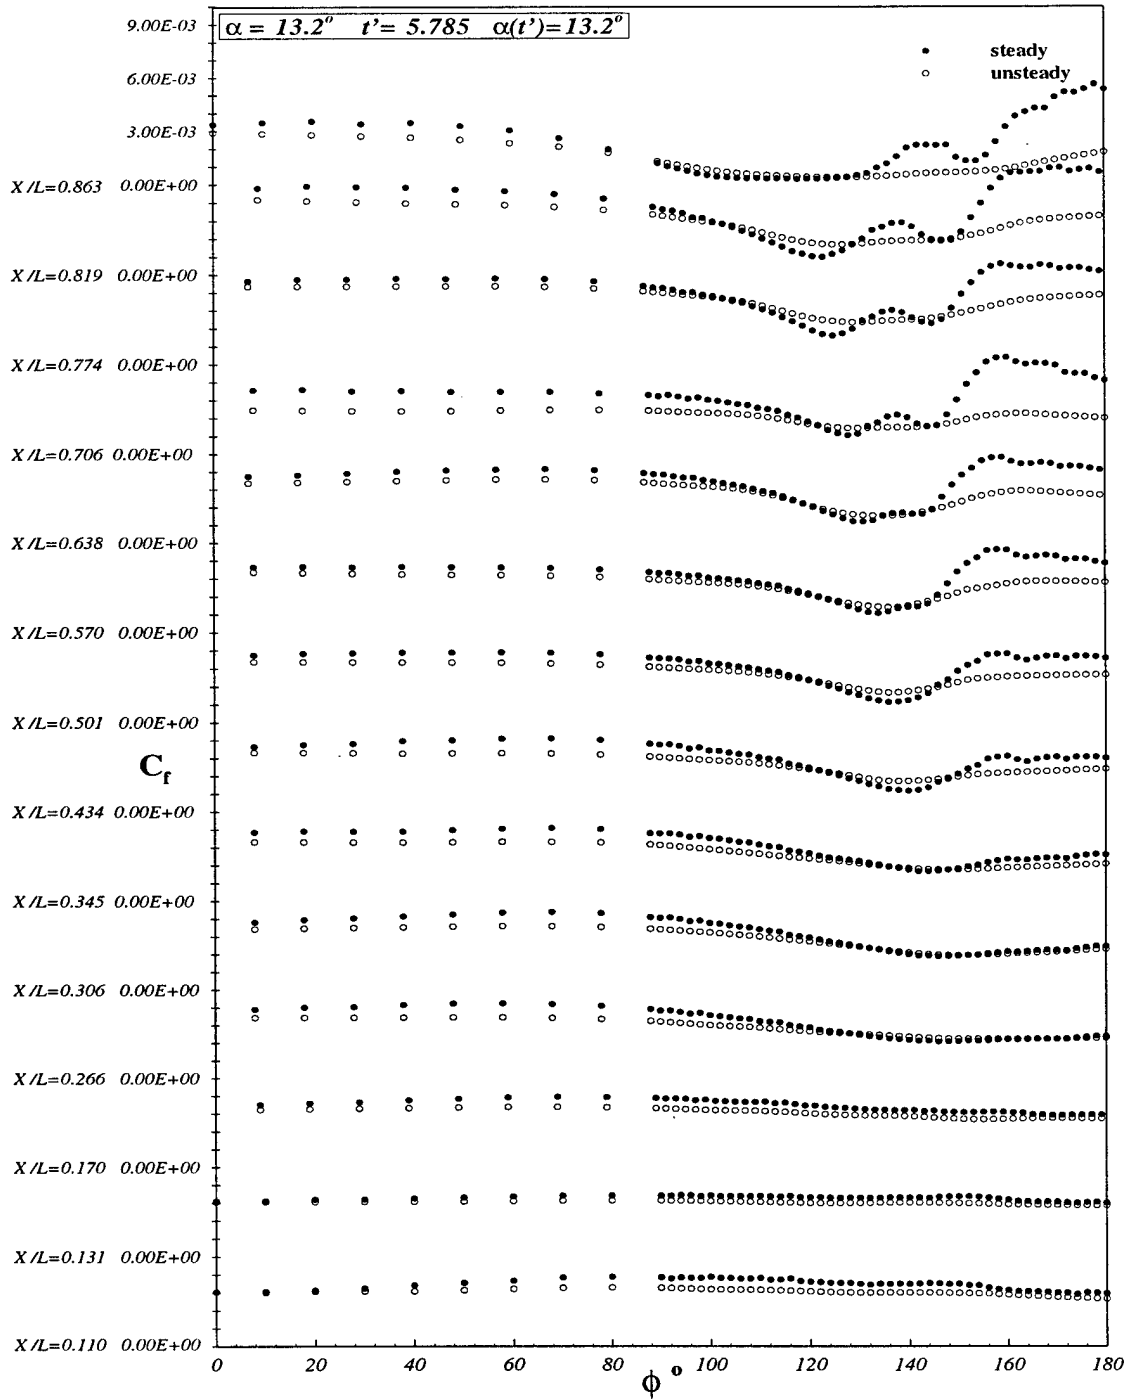 9.00E-03
α = 13.2° t' = 5.785 α(t')=13.2°
steady
6.00E-03
unsteady
3.00E-03
X/L=0.863 0.00E+00
X/L=0.819 0.00E+00
X/L=0.774 0.00E+00
X/L=0.706 0.00E+00
X/L=0.638 0.00E+00
X/L=0.570 0.00E+00
X/L=0.501 0.00E+00
Cf
X/L=0.434 0.00E+00
X/L=0.345 0.00E+00
X/L=0.306 0.00E+00
X/L=0.266 0.00E+00
X/L=0.170 0.00E+00
X/L=0.131 0.00E+00
X/L=0.110 0.00E+00
0 20 40 60 80 100 120 140 160 180
ϕ °